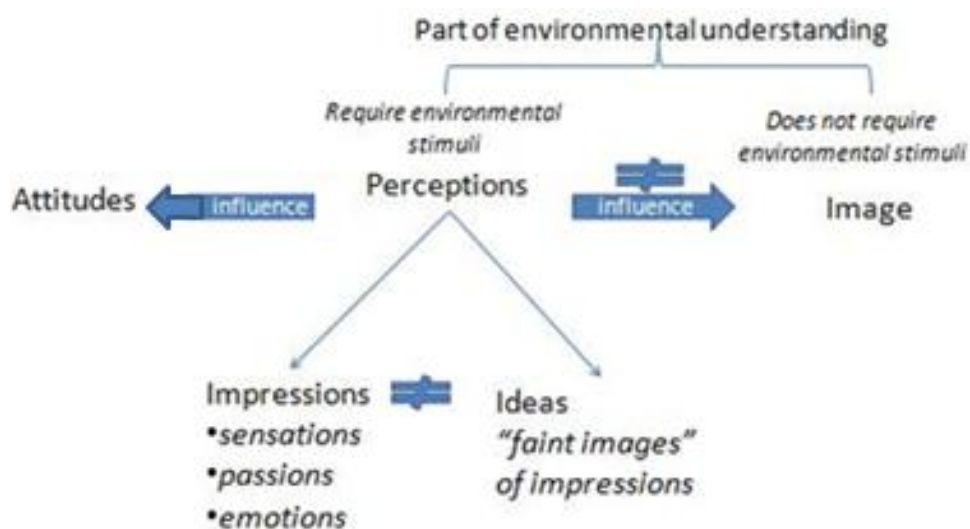 Part of environmental understanding
Require environmental
stimuli
Does not require
environmental stimuli
Attitudes
influence
Perceptions
influence
Image
Impressions
•sensations
•passions
•emotions
Ideas
“faint images”
of impressions